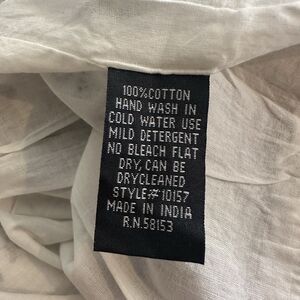 100%COTTON
HAND WASH IN
COLD WATER USE
MILD DETERGENT
NO BLEACH FLAT
DRY, CAN BE
DRYCLEANED
STYLE#10157
MADE IN INDIA
R.N.58153